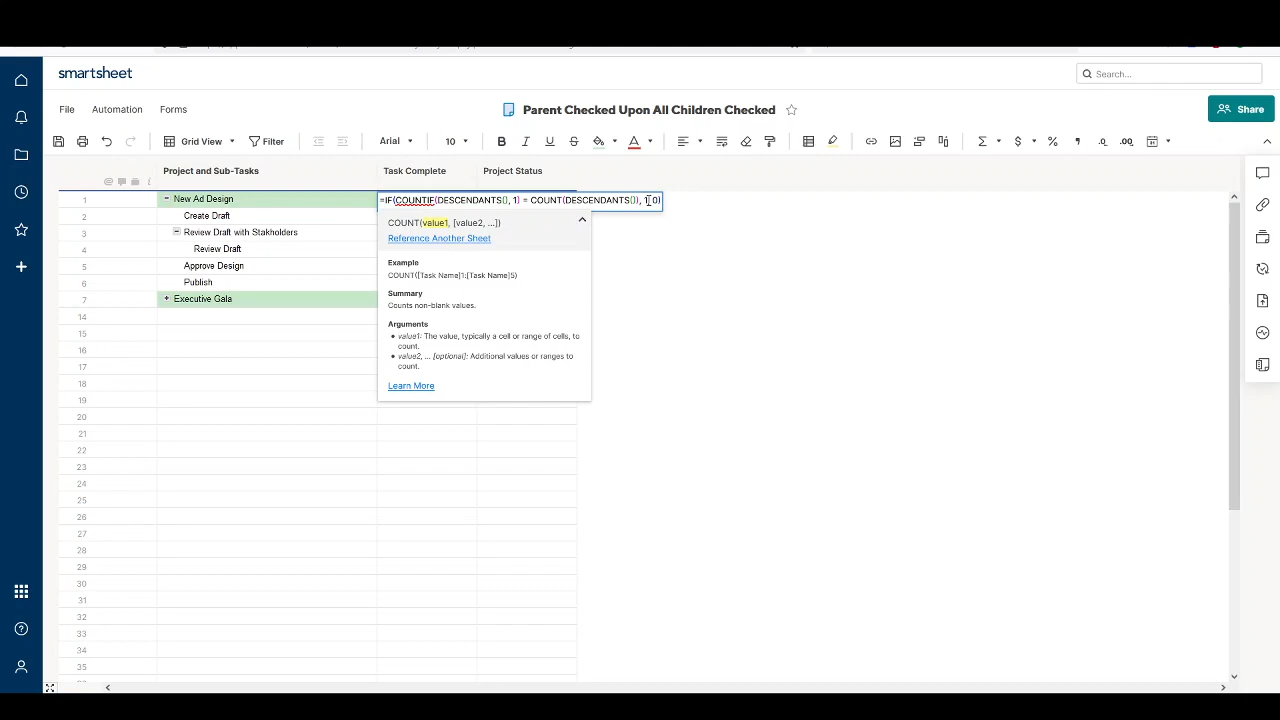 smartsheet
Search...
File Automation Forms
Parent Checked Upon All Children Checked
Share
Grid View Filter Arial 10 B I U S A
Project and Sub-Tasks Task Complete Project Status
1 New Ad Design =IF(COUNTIF(DESCENDANTS(), 1) = COUNT(DESCENDANTS()), 1, 0)
2 Create Draft
3 Review Draft with Stakholders
4 Review Draft
5 Approve Design
6 Publish
7 Executive Gala
14
15
16
17
18
19
20
21
22
23
24
25
26
27
28
29
30
31
32
33
34
35
COUNT(value1, [value2, ...])
Reference Another Sheet
Example
COUNT([Task Name]1:[Task Name]5)
Summary
Counts non-blank values.
Arguments
• value1: The value, typically a cell or range of cells, to
count.
• value2, ... [optional]: Additional values or ranges to
count.
Learn More